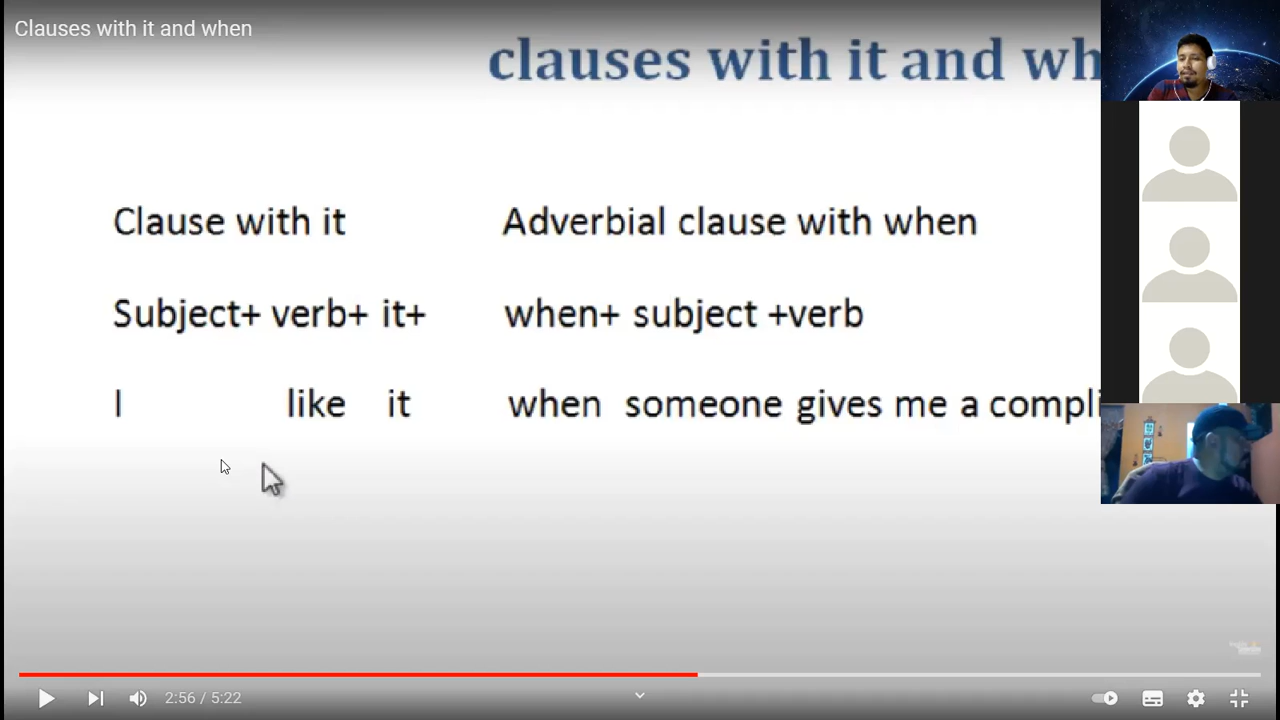 Clauses with it and when
clauses with it and wh
Clause with it Adverbial clause with when
Subject+ verb+ it+ when+ subject +verb
I like it when someone gives me a compli
2:56 / 5:22